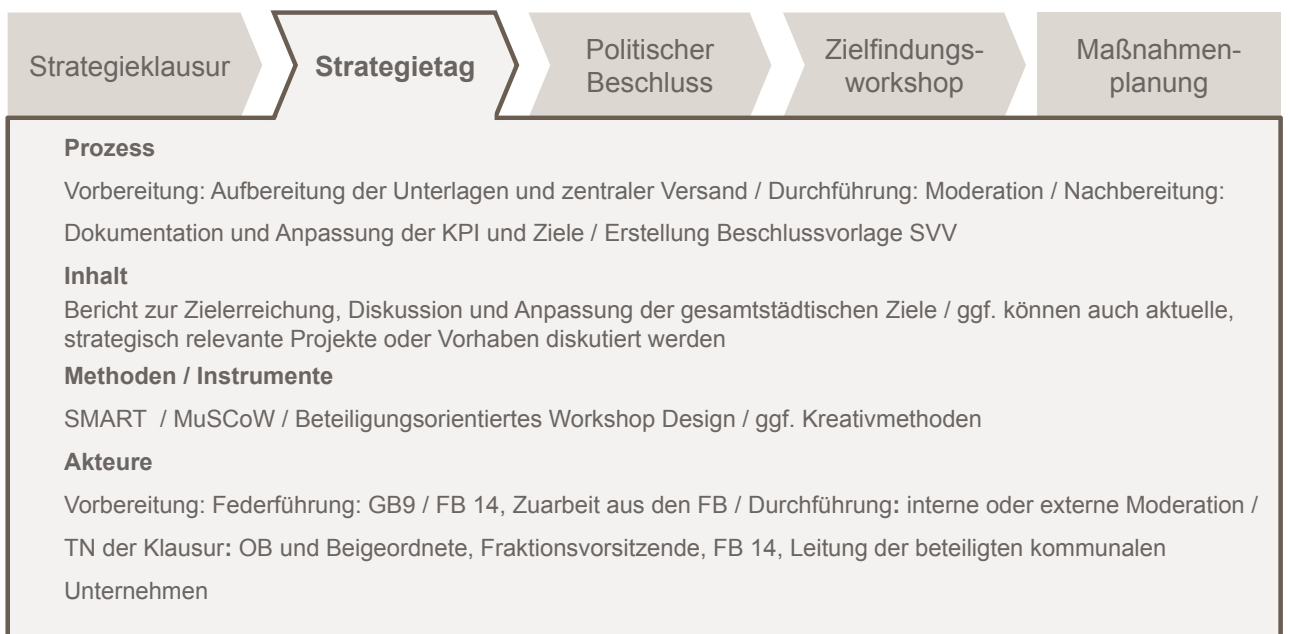 Strategieklausur
Strategietag
Politischer
Beschluss
Zielfindungs-
workshop
Maßnahmen-
planung
Prozess
Vorbereitung: Aufbereitung der Unterlagen und zentraler Versand / Durchführung: Moderation / Nachbereitung:
Dokumentation und Anpassung der KPI und Ziele / Erstellung Beschlussvorlage SVV
Inhalt
Bericht zur Zielerreichung, Diskussion und Anpassung der gesamtstädtischen Ziele / ggf. können auch aktuelle,
strategisch relevante Projekte oder Vorhaben diskutiert werden
Methoden / Instrumente
SMART / MuSCoW / Beteiligungsorientiertes Workshop Design / ggf. Kreativmethoden
Akteure
Vorbereitung: Federführung: GB9 / FB 14, Zuarbeit aus den FB / Durchführung: interne oder externe Moderation /
TN der Klausur: OB und Beigeordnete, Fraktionsvorsitzende, FB 14, Leitung der beteiligten kommunalen
Unternehmen